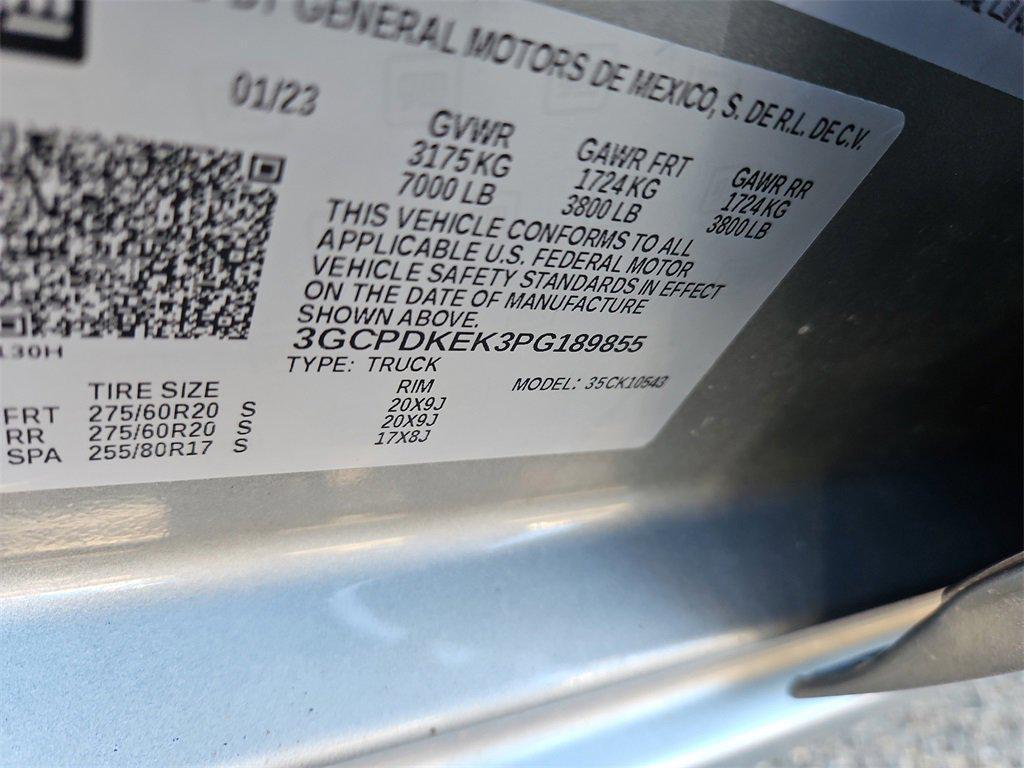 BY GENERAL MOTORS DE MEXICO, S. DE R.L. DE C.V.
01/23
GVWR GAWR FRT GAWR RR
3175 KG 1724 KG 1724 KG
7000 LB 3800 LB 3800 LB
THIS VEHICLE CONFORMS TO ALL
APPLICABLE U.S. FEDERAL MOTOR
VEHICLE SAFETY STANDARDS IN EFFECT
ON THE DATE OF MANUFACTURE
SHOWN ABOVE.
3GCPDKEK3PG189855
130H
TYPE: TRUCK
TIRE SIZE RIM MODEL: 35CK10543
FRT 275/60R20 S 20X9J
RR 275/60R20 S 20X9J
SPA 255/80R17 S 17X8J